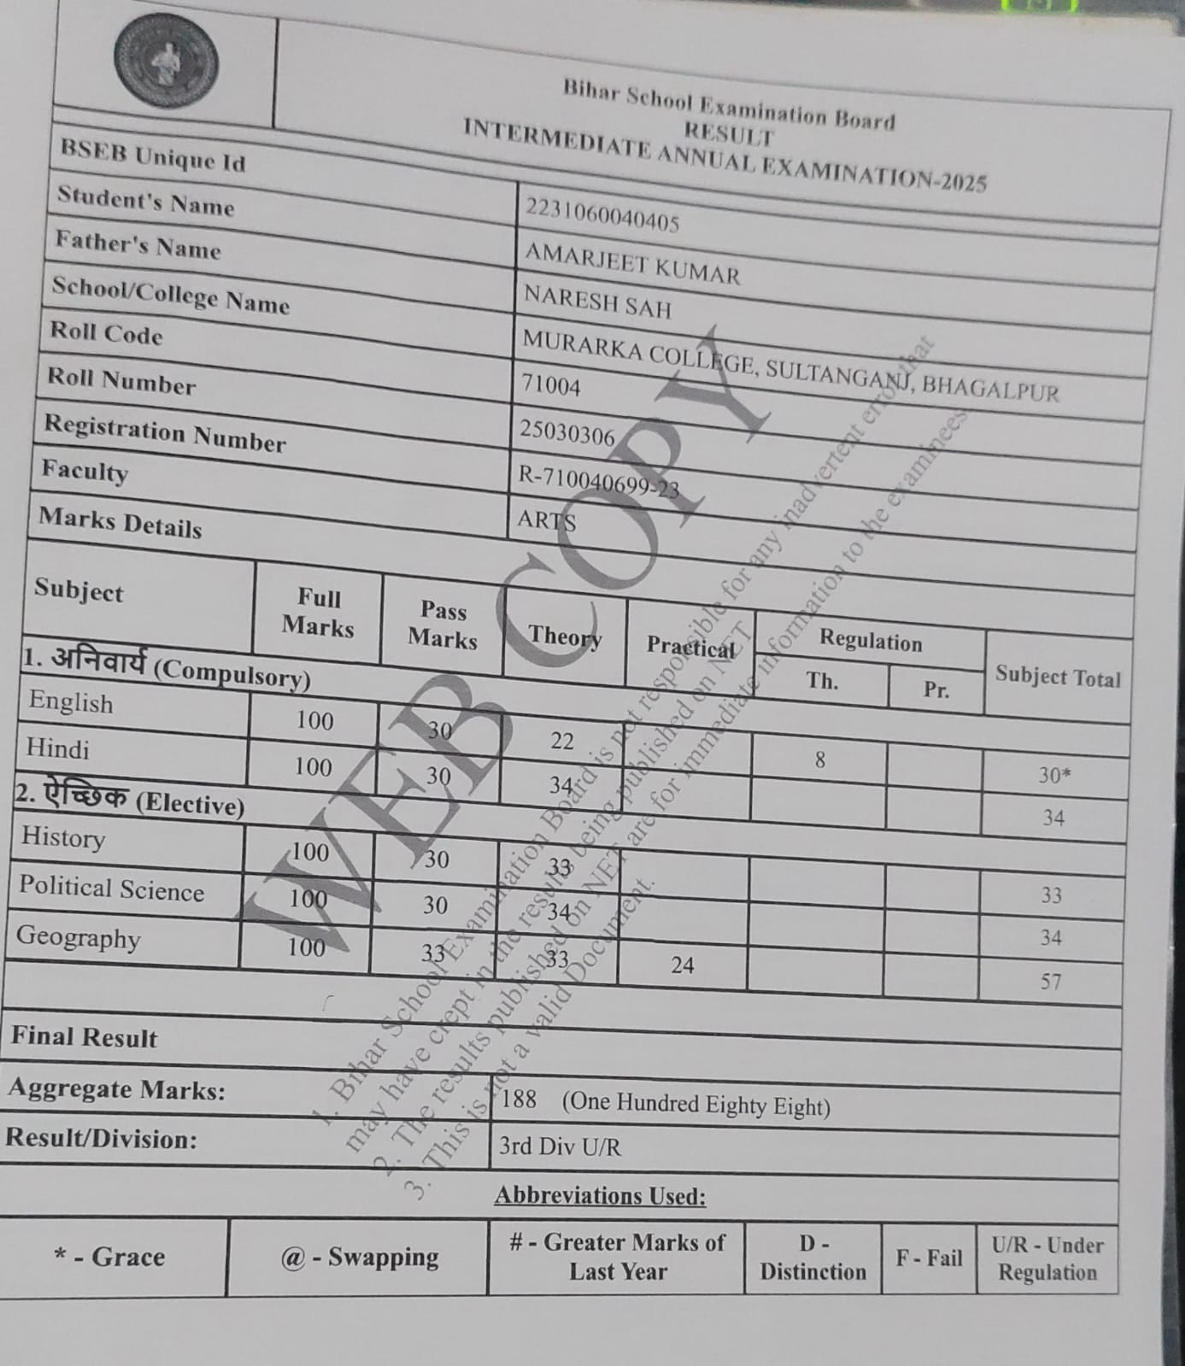 Bihar School Examination Board
RESULT
INTERMEDIATE ANNUAL EXAMINATION-2025
BSEB Unique Id 2231060040405
Student's Name AMARJEET KUMAR
Father's Name NARESH SAH
School/College Name MURARKA COLLEGE, SULTANGANJ, BHAGALPUR
Roll Code 71004
Roll Number 25030306
Registration Number R-710040699-23
Faculty ARTS
Marks Details
Subject Full Marks Pass Marks Theory Practical Regulation Th. Pr. Subject Total
1. अनिवार्य (Compulsory)
English 100 30 22 8 30*
Hindi 100 30 34 34
2. ऐच्छिक (Elective)
History 100 30 33 33
Political Science 100 30 34 34
Geography 100 33 33 24 57
Final Result
Aggregate Marks: 188 (One Hundred Eighty Eight)
Result/Division: 3rd Div U/R
Abbreviations Used:
* - Grace @ - Swapping # - Greater Marks of Last Year D - Distinction F - Fail U/R - Under Regulation
WEB COPY
1. Bihar School Examination Board is not responsible for any inadvertent error that
may have crept in the results being published on NET
2. The results published on NET are for immediate information to the examinees
3. This is not a valid Document.